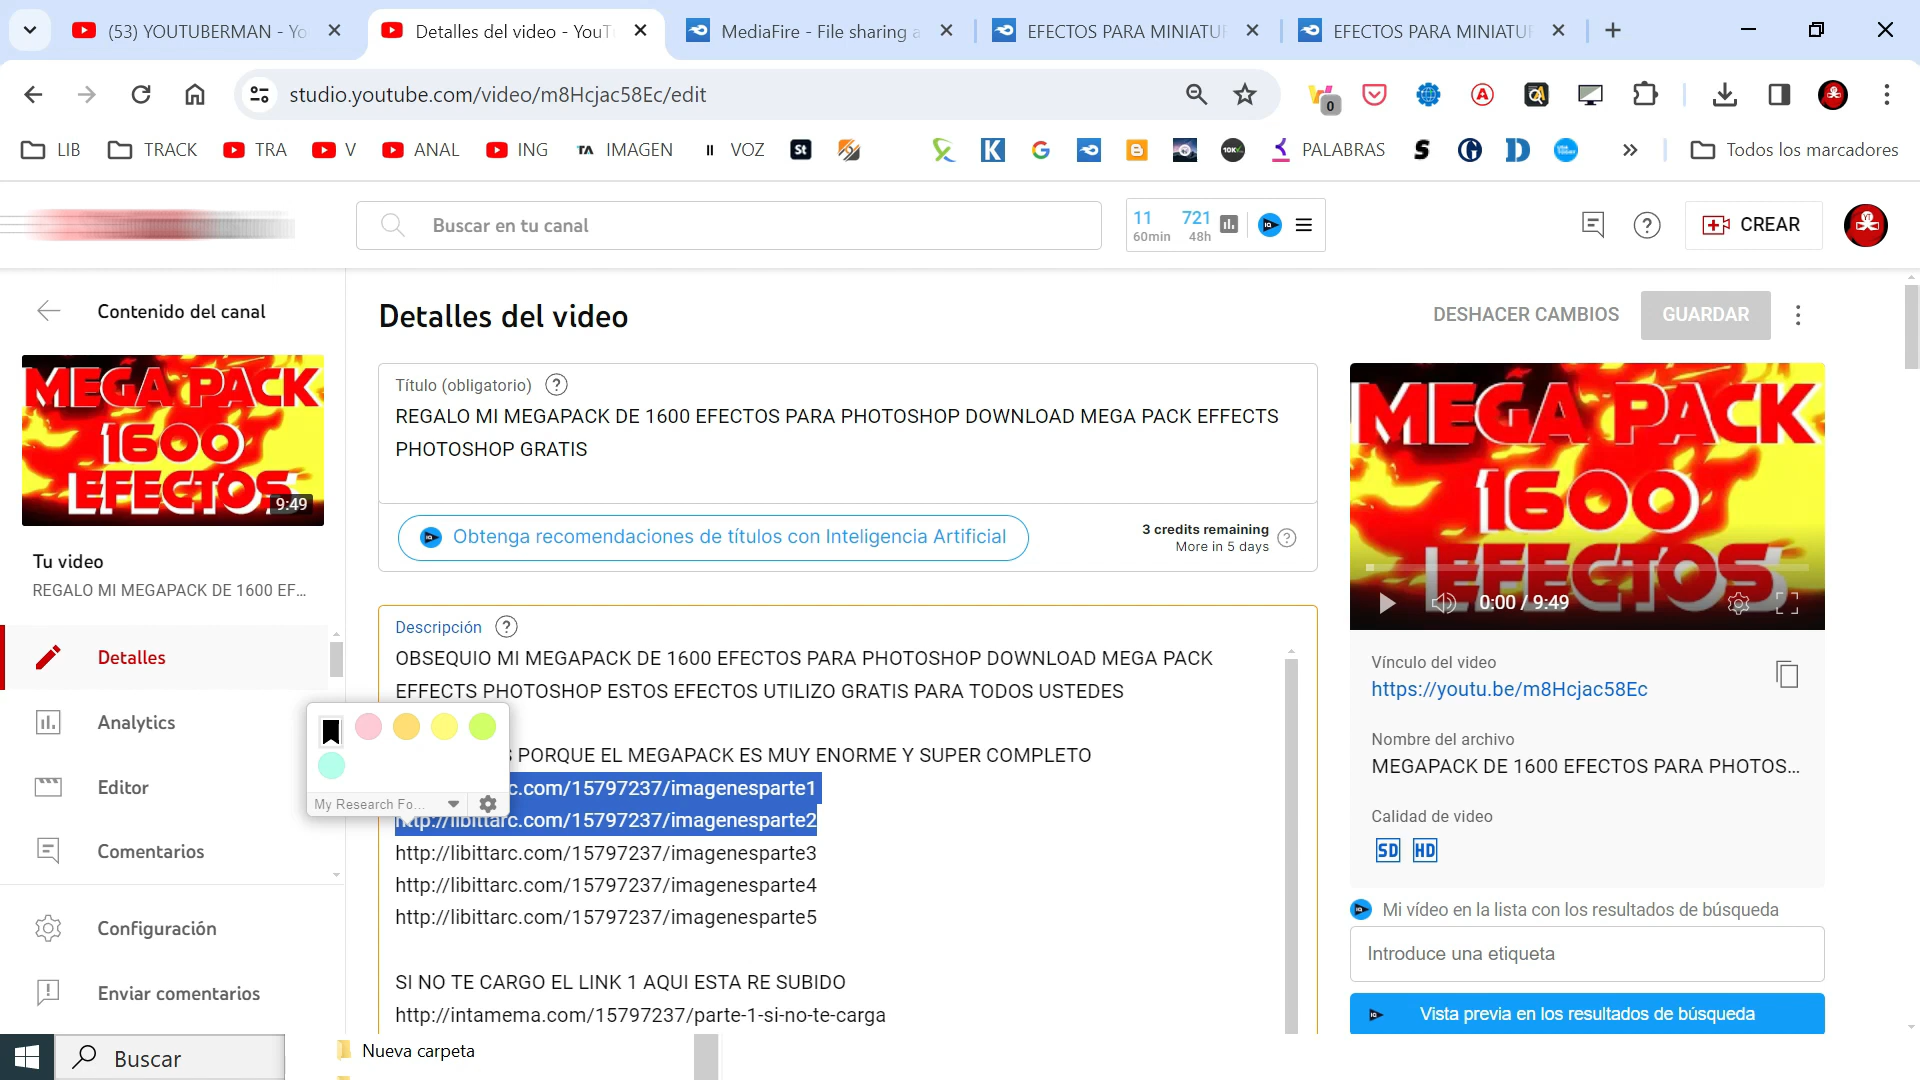 (53) YOUTUBERMAN - Yo
Detalles del video - YouT
MediaFire - File sharing a
EFECTOS PARA MINIATUR
EFECTOS PARA MINIATUR
studio.youtube.com/video/m8Hcjac58Ec/edit
0
LIB
TRACK
TRA
V
ANAL
ING
TA IMAGEN
VOZ
St
K
G
10K
PALABRAS
S
D
Todos los marcadores
Buscar en tu canal
11 721
60min 48h
CREAR
Contenido del canal
Detalles del video
DESHACER CAMBIOS
GUARDAR
MEGA PACK
1600
EFECTOS
9:49
Tu video
REGALO MI MEGAPACK DE 1600 EF...
Detalles
Analytics
Editor
Comentarios
Configuración
Enviar comentarios
Título (obligatorio) ?
REGALO MI MEGAPACK DE 1600 EFECTOS PARA PHOTOSHOP DOWNLOAD MEGA PACK EFFECTS
PHOTOSHOP GRATIS
Obtenga recomendaciones de títulos con Inteligencia Artificial
3 credits remaining
More in 5 days
Descripción ?
OBSEQUIO MI MEGAPACK DE 1600 EFECTOS PARA PHOTOSHOP DOWNLOAD MEGA PACK
EFFECTS PHOTOSHOP ESTOS EFECTOS UTILIZO GRATIS PARA TODOS USTEDES
PORQUE EL MEGAPACK ES MUY ENORME Y SUPER COMPLETO
c.com/15797237/imagenesparte1
http://libittarc.com/15797237/imagenesparte2
http://libittarc.com/15797237/imagenesparte3
http://libittarc.com/15797237/imagenesparte4
http://libittarc.com/15797237/imagenesparte5
SI NO TE CARGO EL LINK 1 AQUI ESTA RE SUBIDO
http://intamema.com/15797237/parte-1-si-no-te-carga
My Research Fo...
MEGA PACK
1600
EFECTOS
0:00 / 9:49
Vínculo del video
https://youtu.be/m8Hcjac58Ec
Nombre del archivo
MEGAPACK DE 1600 EFECTOS PARA PHOTOS...
Calidad de video
SD HD
Mi vídeo en la lista con los resultados de búsqueda
Introduce una etiqueta
Vista previa en los resultados de búsqueda
Buscar
Nueva carpeta